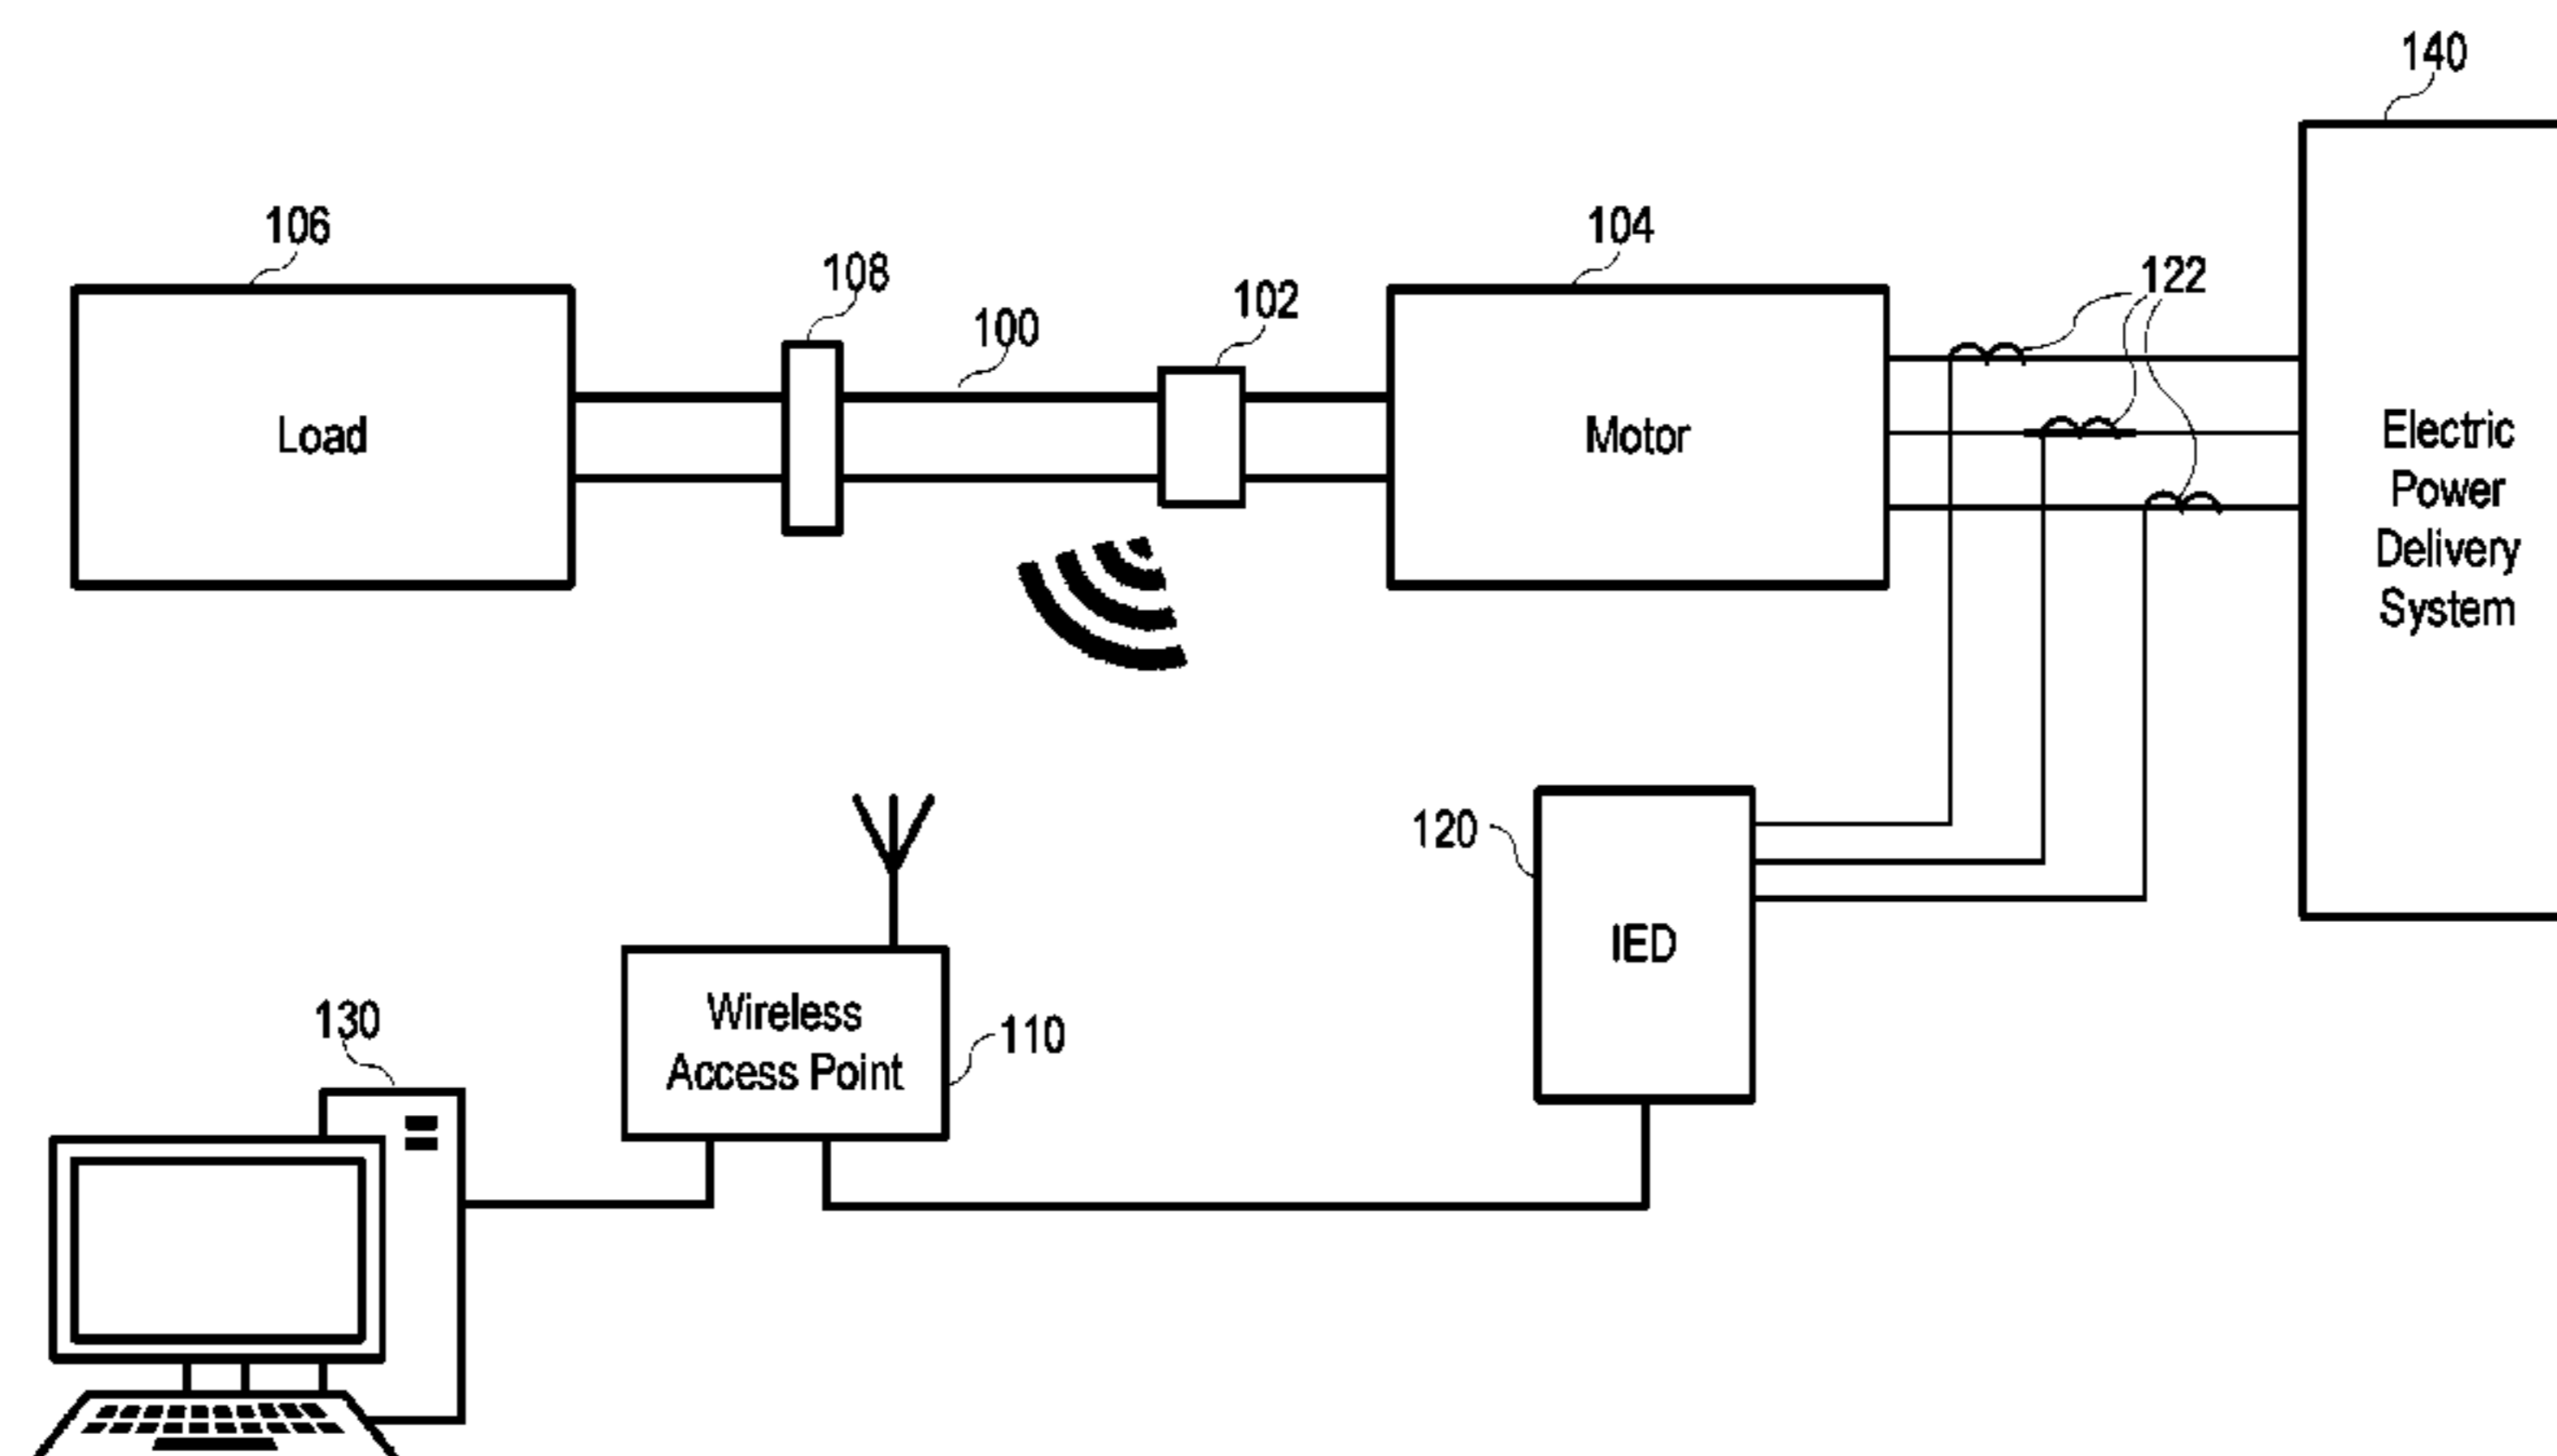 140
106
104
108
122
102
100
Load
Motor
Electric
Power
Delivery
System
120
IED
Wireless
Access Point
110
130